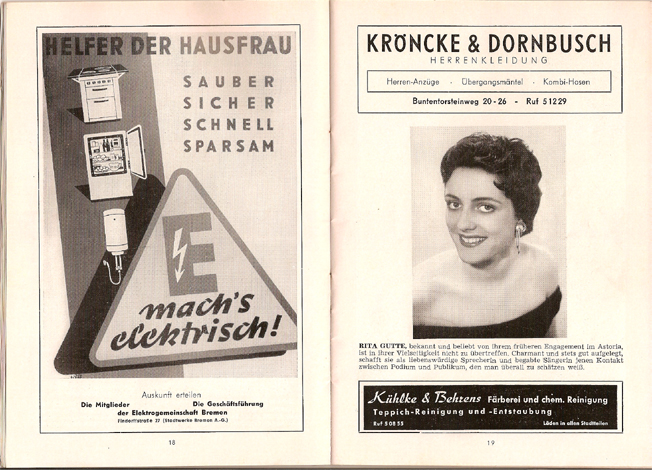 HELFER DER HAUSFRAU
SAUBER
SICHER
SCHNELL
SPARSAM
E
mach's
elektrisch!
Auskunft erteilen
Die Mitglieder Die Geschäftsführung
der Elektrogemeinschaft Bremen
(Stadtwerke Bremen A.-G.)
18
KRÖNCKE & DORNBUSCH
HERRENKLEIDUNG
Herren-Anzüge · Übergangsmäntel · Kombi-Hosen
Buntentorsteinweg 20-26 - Ruf 51229
RITA GUTTE, bekannt und beliebt von ihrem früheren Engagement im Astoria,
ist in ihrer Vielseitigkeit nicht zu übertreffen. Charmant und stets gut aufgelegt,
schafft sie als liebenswürdige Sprecherin und begabte Sängerin jenen Kontakt
zwischen Podium und Publikum, den man überall zu schätzen weiß.
Kühlke & Behrens Färberei und chem. Reinigung
Teppich-Reinigung und -Entstaubung
Ruf 50855 Läden in allen Stadtteilen
19